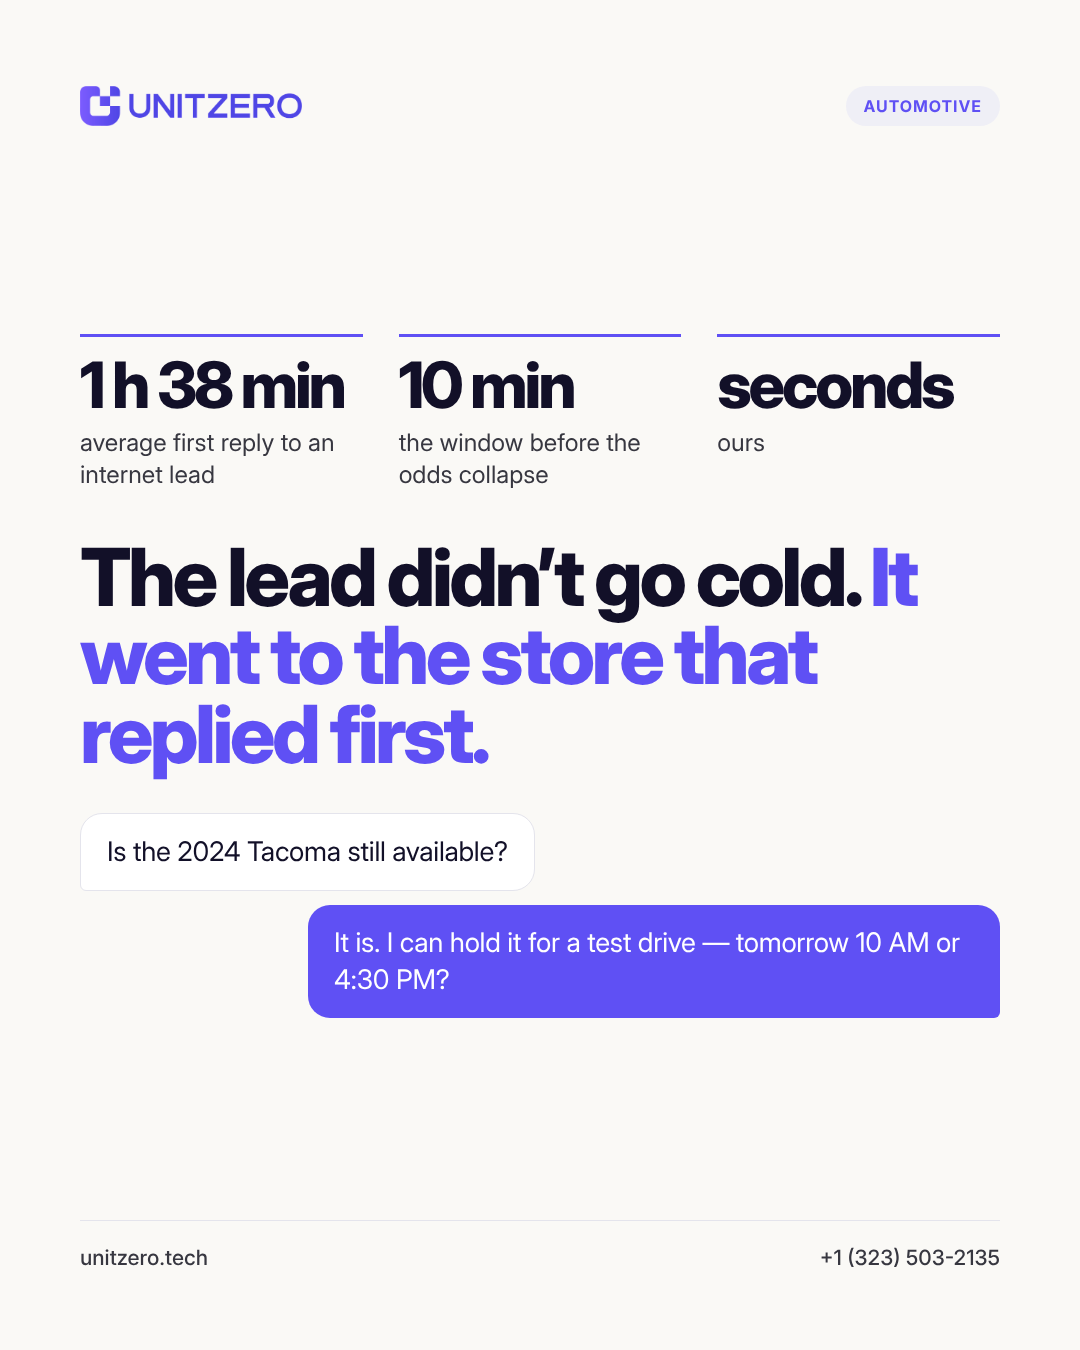 UNITZERO
AUTOMOTIVE
1 h 38 min
average first reply to an
internet lead
10 min
the window before the
odds collapse
seconds
ours
The lead didn’t go cold. It
went to the store that
replied first.
Is the 2024 Tacoma still available?
It is. I can hold it for a test drive — tomorrow 10 AM or
4:30 PM?
unitzero.tech
+1 (323) 503-2135